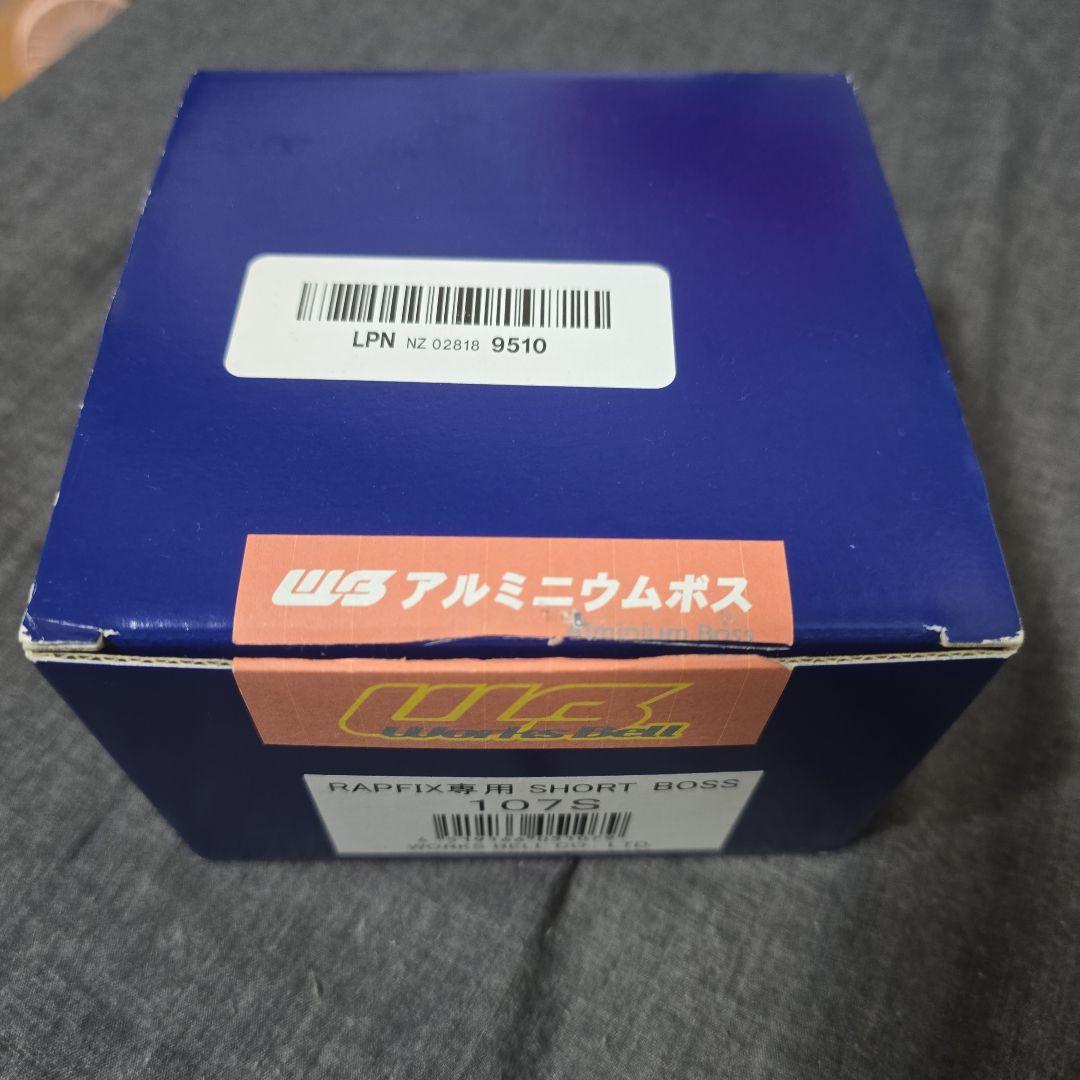 LPN NZ 02818 9510
WB アルミニウムボス
Aluminium Boss
WB
Works Bell
RAPFIX専用 SHORT BOSS
107S
WORKS BELL CO. LTD.